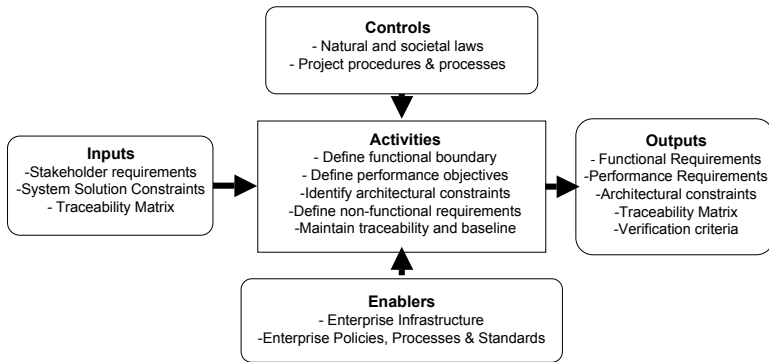 Controls
- Natural and societal laws
- Project procedures & processes
Inputs
-Stakeholder requirements
-System Solution Constraints
- Traceability Matrix
Activities
- Define functional boundary
- Define performance objectives
-Identify architectural constraints
-Define non-functional requirements
-Maintain traceability and baseline
Outputs
- Functional Requirements
-Performance Requirements
-Architectural constraints
-Traceability Matrix
-Verification criteria
Enablers
- Enterprise Infrastructure
-Enterprise Policies, Processes & Standards